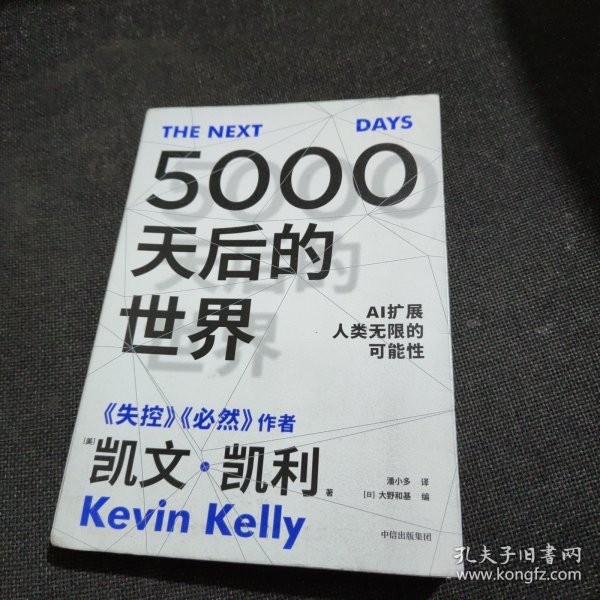 THE NEXT DAYS
5000
天后的
世界
AI扩展
人类无限的
可能性
《失控》《必然》作者
[美]
凯文·凯利 著
Kevin Kelly
潘小多 译
[日] 大野和基 编
中信出版集团
孔夫子旧书网
www.kongfz.com